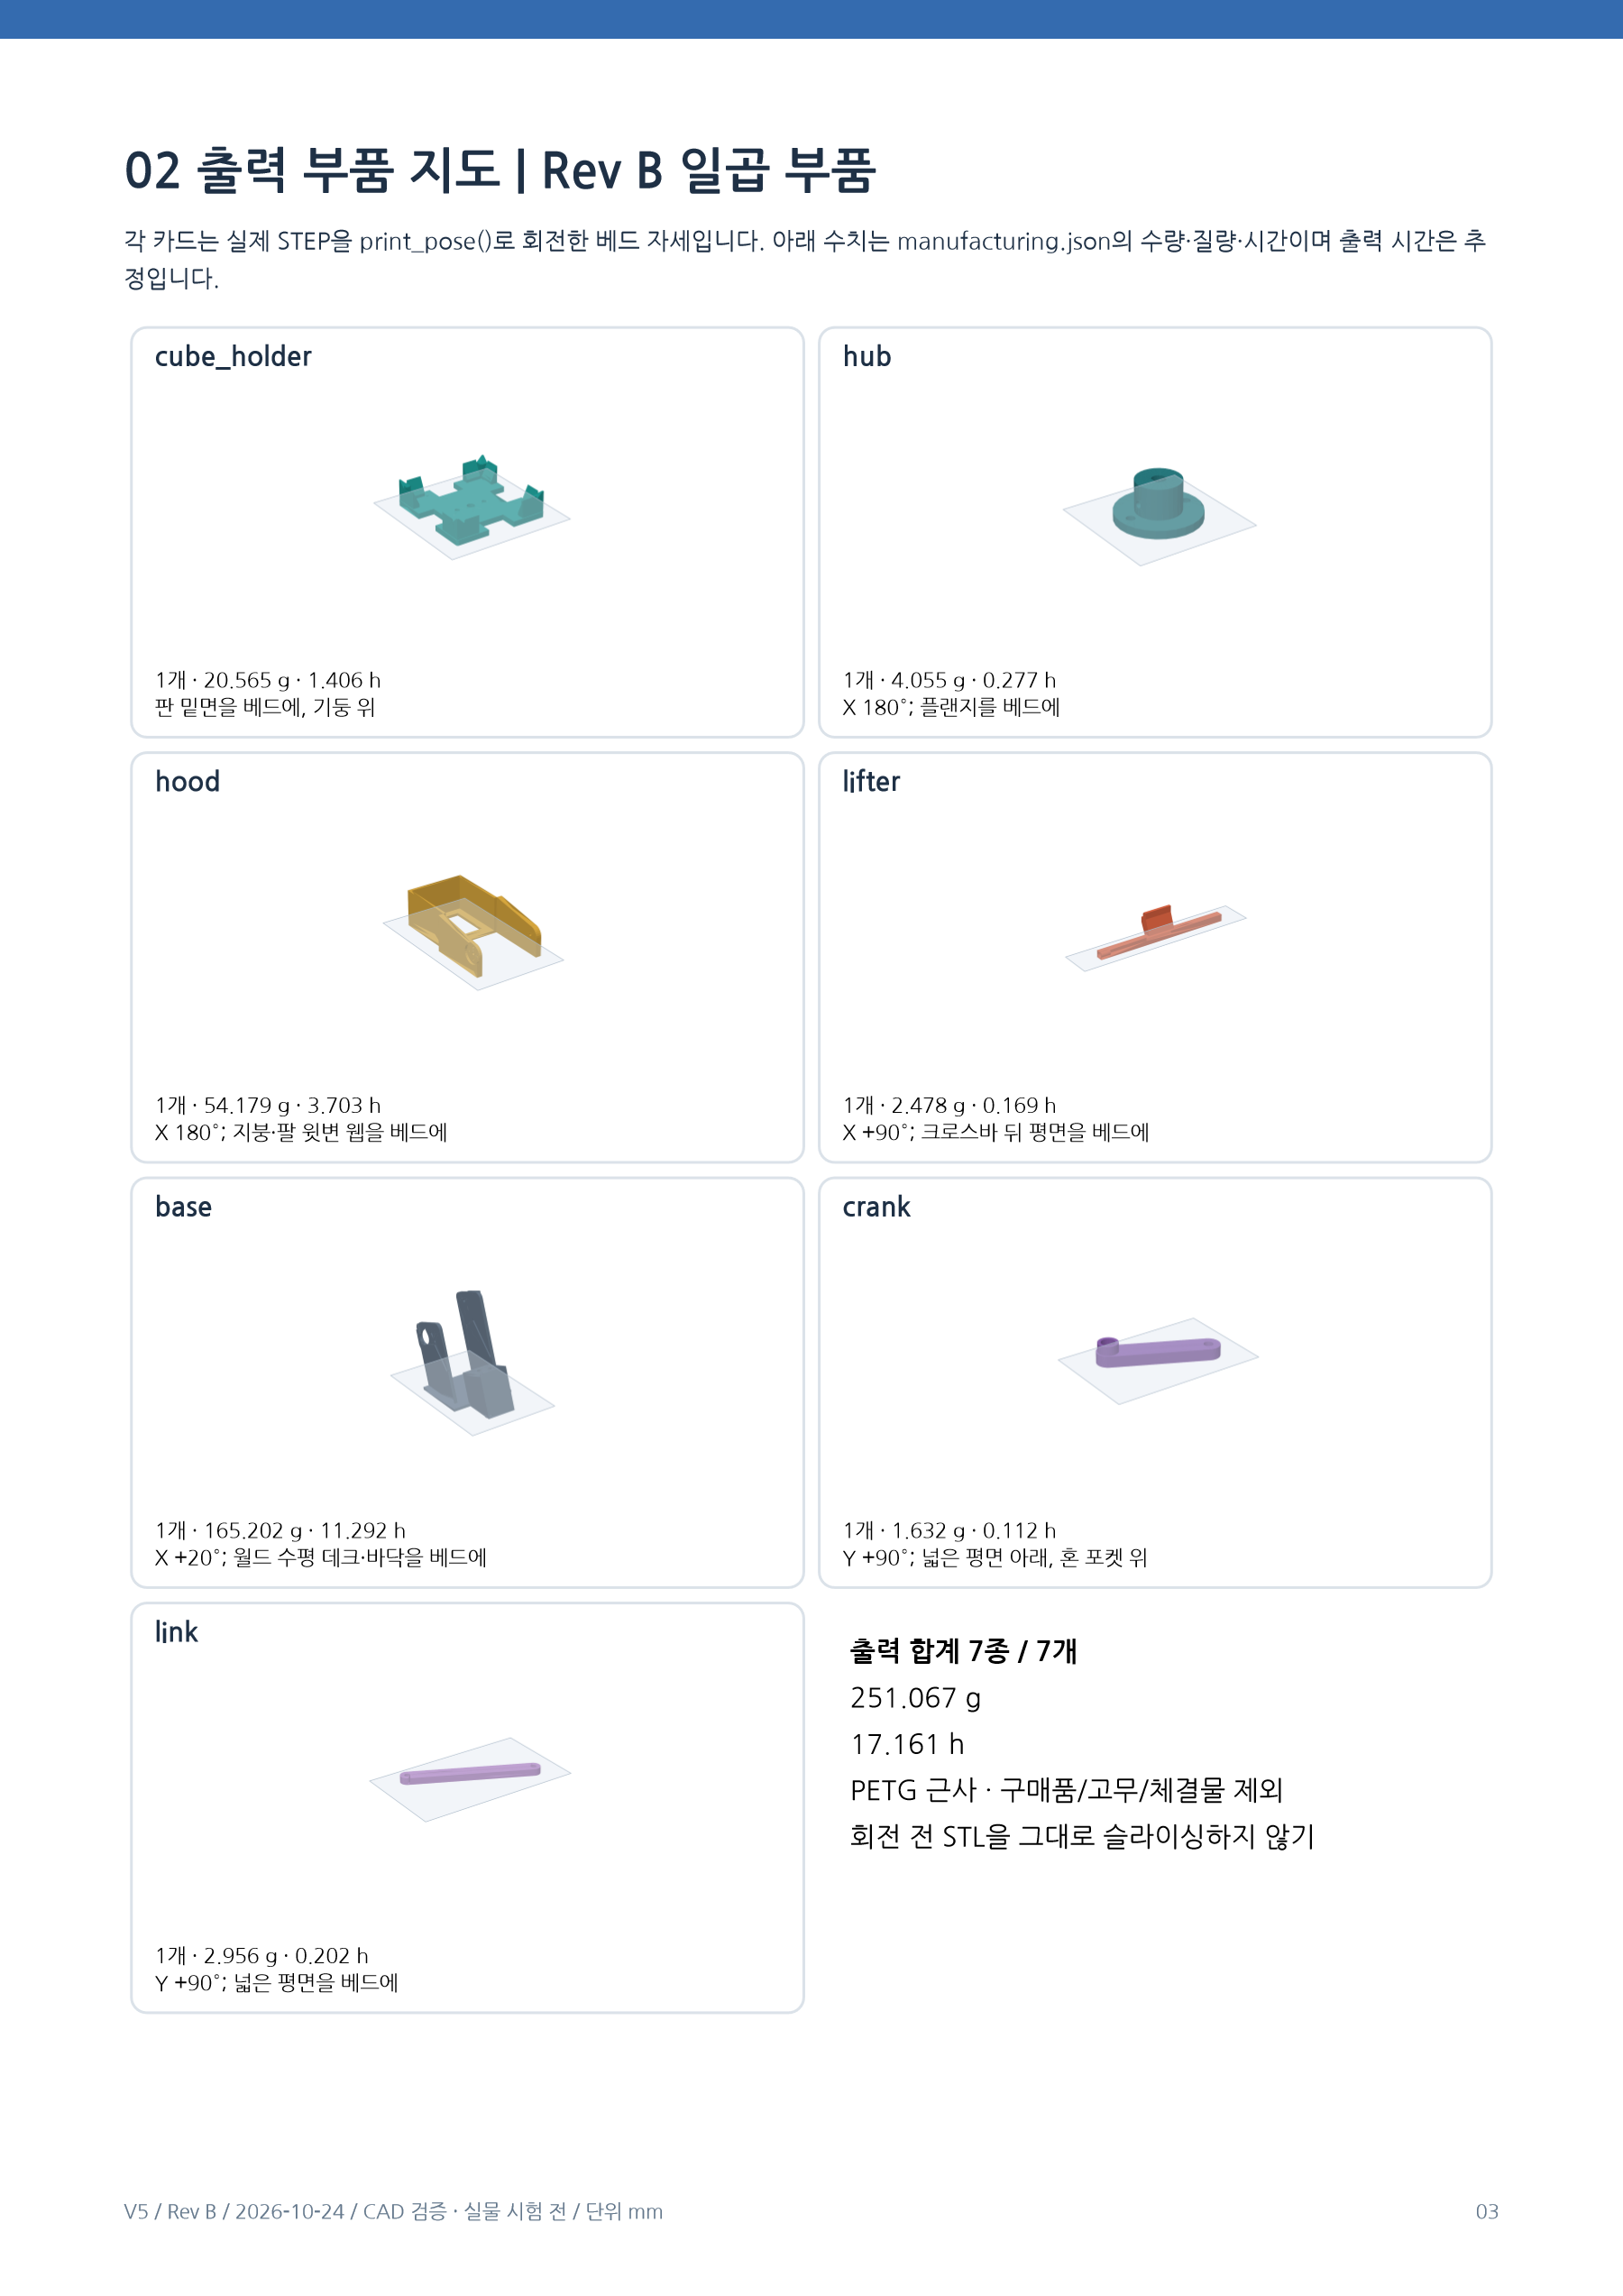 02 출력 부품 지도 | Rev B 일곱 부품
각 카드는 실제 STEP을 print_pose()로 회전한 베드 자세입니다. 아래 수치는 manufacturing.json의 수량·질량·시간이며 출력 시간은 추
정입니다.
cube_holder
1개 · 20.565 g · 1.406 h
판 밑면을 베드에, 기둥 위
hub
1개 · 4.055 g · 0.277 h
X 180°; 플랜지를 베드에
hood
1개 · 54.179 g · 3.703 h
X 180°; 지붕·팔 윗변 웹을 베드에
lifter
1개 · 2.478 g · 0.169 h
X +90°; 크로스바 뒤 평면을 베드에
base
1개 · 165.202 g · 11.292 h
X +20°; 월드 수평 데크·바닥을 베드에
crank
1개 · 1.632 g · 0.112 h
Y +90°; 넓은 평면 아래, 혼 포켓 위
link
1개 · 2.956 g · 0.202 h
Y +90°; 넓은 평면을 베드에
출력 합계 7종 / 7개
251.067 g
17.161 h
PETG 근사 · 구매품/고무/체결물 제외
회전 전 STL을 그대로 슬라이싱하지 않기
V5 / Rev B / 2026-10-24 / CAD 검증 · 실물 시험 전 / 단위 mm
03